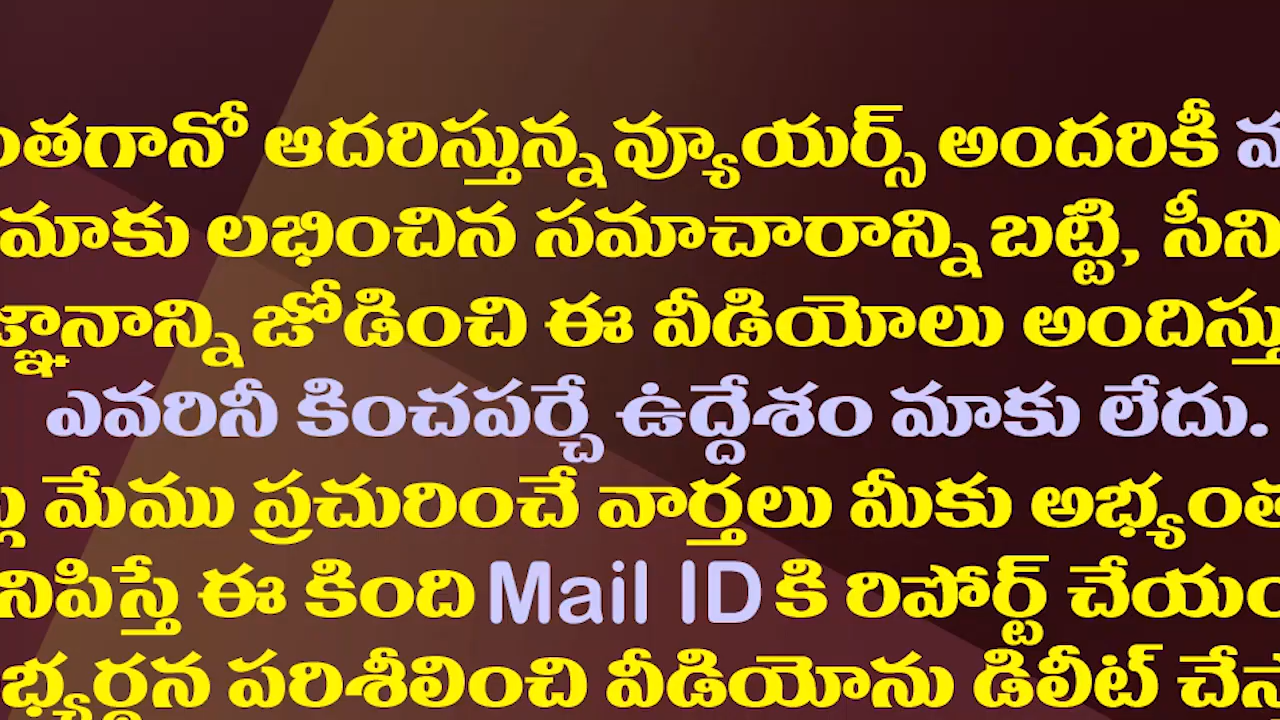 ంతగానో ఆదరిస్తున్న వ్యూయర్స్ అందరికీ
మాకు లభించిన సమాచారాన్ని బట్టి, సీని
జ్ఞానాన్ని జోడించి ఈ వీడియోలు అందిస్తు
ఎవరినీ కించపర్చే ఉద్దేశం మాకు లేదు.
మేము ప్రచురించే వార్తలు మీకు అభ్యంత
నిపిస్తే ఈ కింది Mail ID కి రిపోర్ట్ చేయం
భ్యర్థన పరిశీలించి వీడియోను డిలీట్ చేస